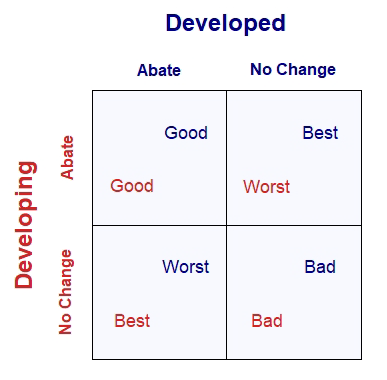 Developed
Abate No Change
Developing
Abate
Good Best
Good Worst
No Change
Worst Bad
Best Bad